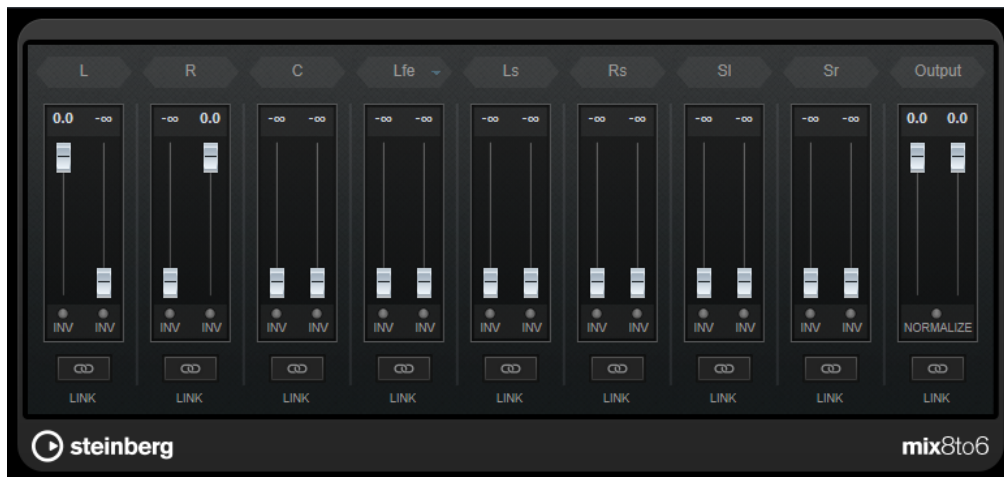 L R C Lfe Ls Rs Sl Sr Output
0.0 -∞ -∞ 0.0 -∞ -∞ -∞ -∞ -∞ -∞ -∞ -∞ -∞ -∞ -∞ -∞ 0.0 0.0
INV INV INV INV INV INV INV INV INV INV INV INV INV INV INV INV NORMALIZE
LINK LINK LINK LINK LINK LINK LINK LINK LINK
steinberg mix8to6